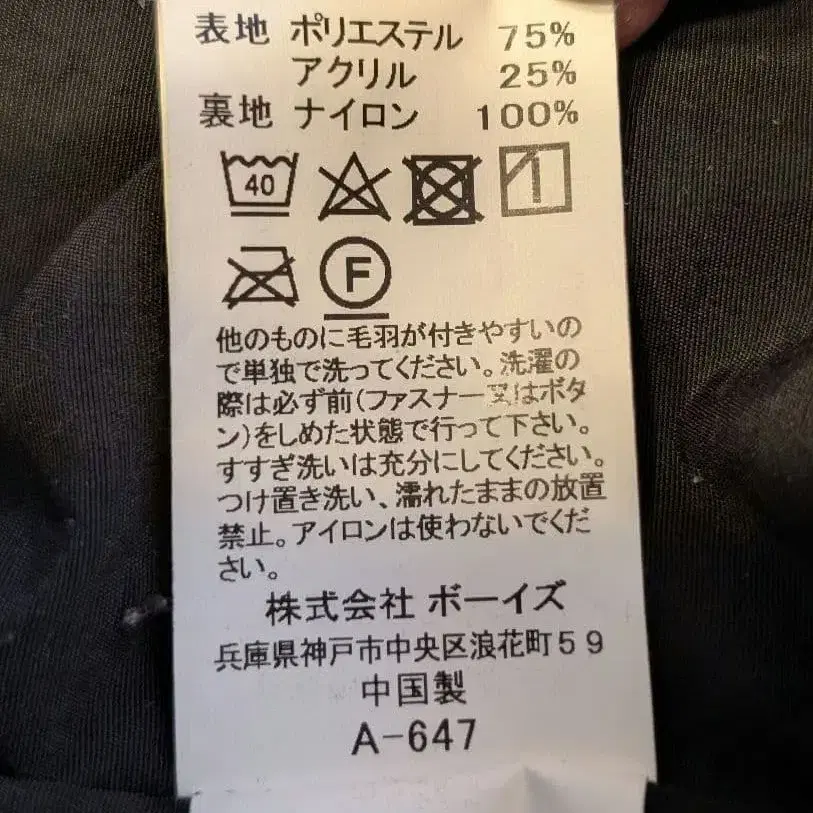 表地 ポリエステル 75%
アクリル 25%
裏地 ナイロン 100%
40
F
他のものに毛羽が付きやすいの
で単独で洗ってください。洗濯の
際は必ず前(ファスナー又はボタ
ン)をしめた状態で行って下さい。
すすぎ洗いは充分にしてください。
つけ置き洗い、濡れたままの放置
禁止。アイロンは使わないでくだ
さい。
株式会社 ボーイズ
兵庫県神戸市中央区浪花町59
中国製
A-647